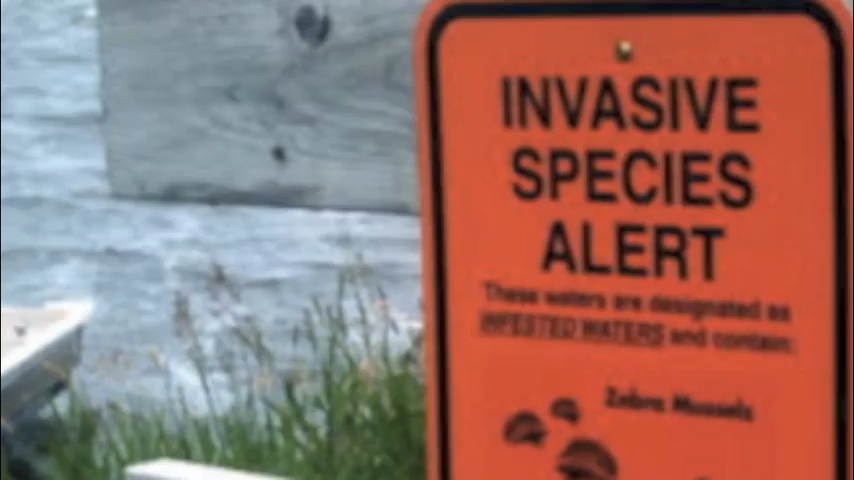 INVASIVE
SPECIES
ALERT
These waters are designated as
INFESTED WATERS and contain:
Zebra Mussels